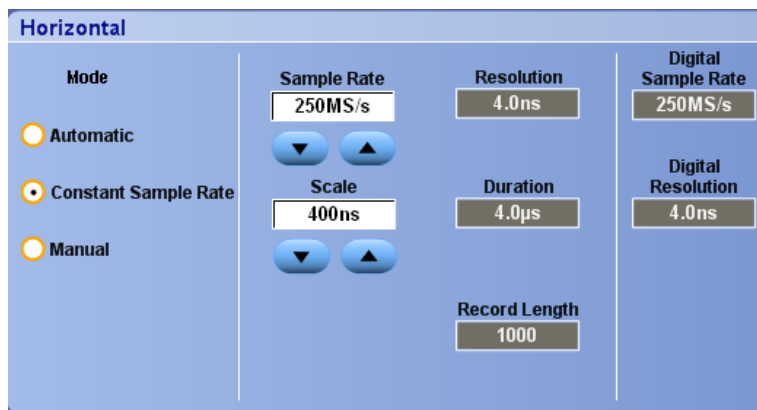 Horizontal
Mode
Automatic
Constant Sample Rate
Manual
Sample Rate
250MS/s
Scale
400ns
Resolution
4.0ns
Duration
4.0µs
Record Length
1000
Digital
Sample Rate
250MS/s
Digital
Resolution
4.0ns